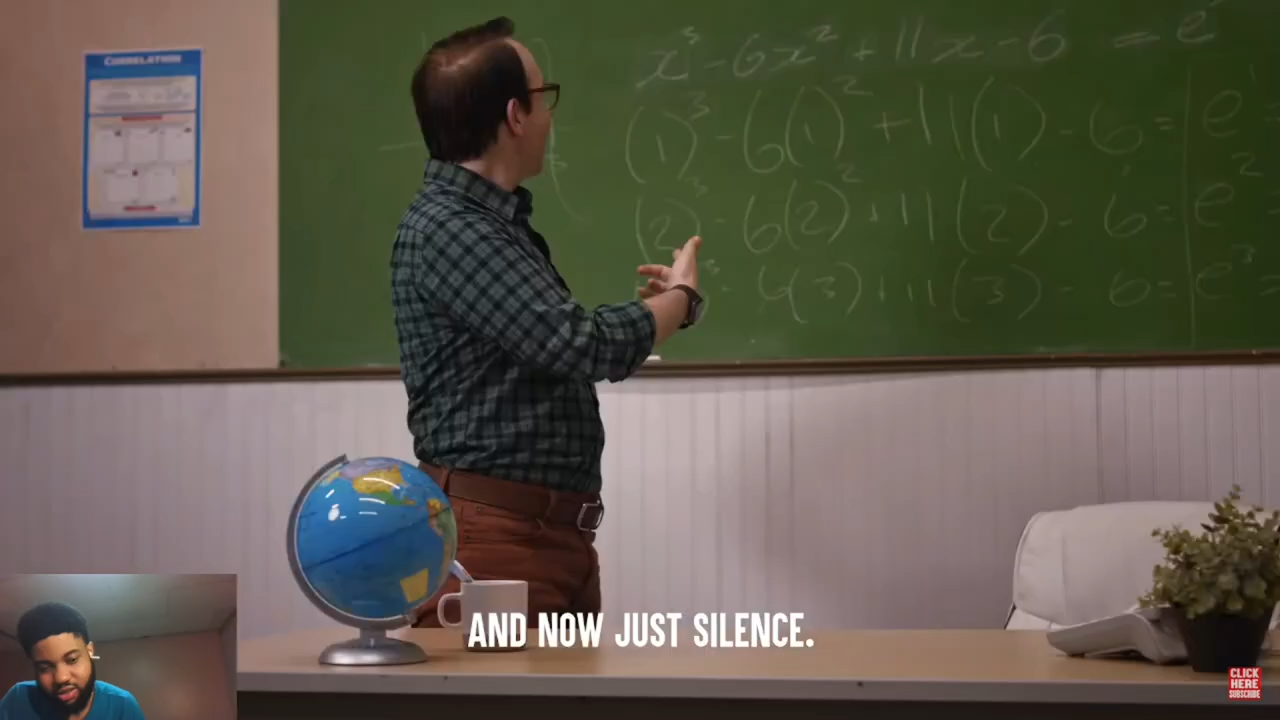 CORRELATION
x³ - 6x² + 11x - 6 = e
(1)³ - 6(1)² + 11(1) - 6 = e¹
(2)³ - 6(2)² + 11(2) - 6 = e²
- 6(3) + 11(3) - 6 = e³ =
AND NOW JUST SILENCE.
CLICK
HERE
SUBSCRIBE